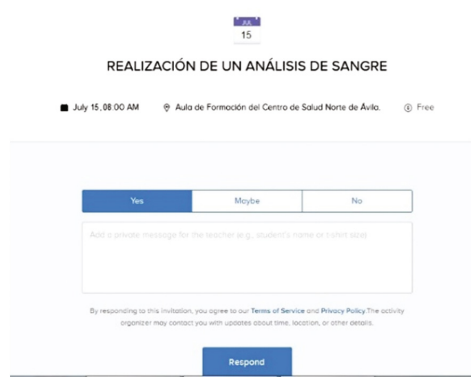 JUL
15
REALIZACIÓN DE UN ANÁLISIS DE SANGRE
July 15, 08:00 AM Aula de Formación del Centro de Salud Norte de Ávila. Free
Yes Maybe No
Add a private message for the teacher (e.g., student's name or t-shirt size)
By responding to this invitation, you agree to our Terms of Service and Privacy Policy.The activity
organizer may contact you with updates about time, location, or other details.
Respond